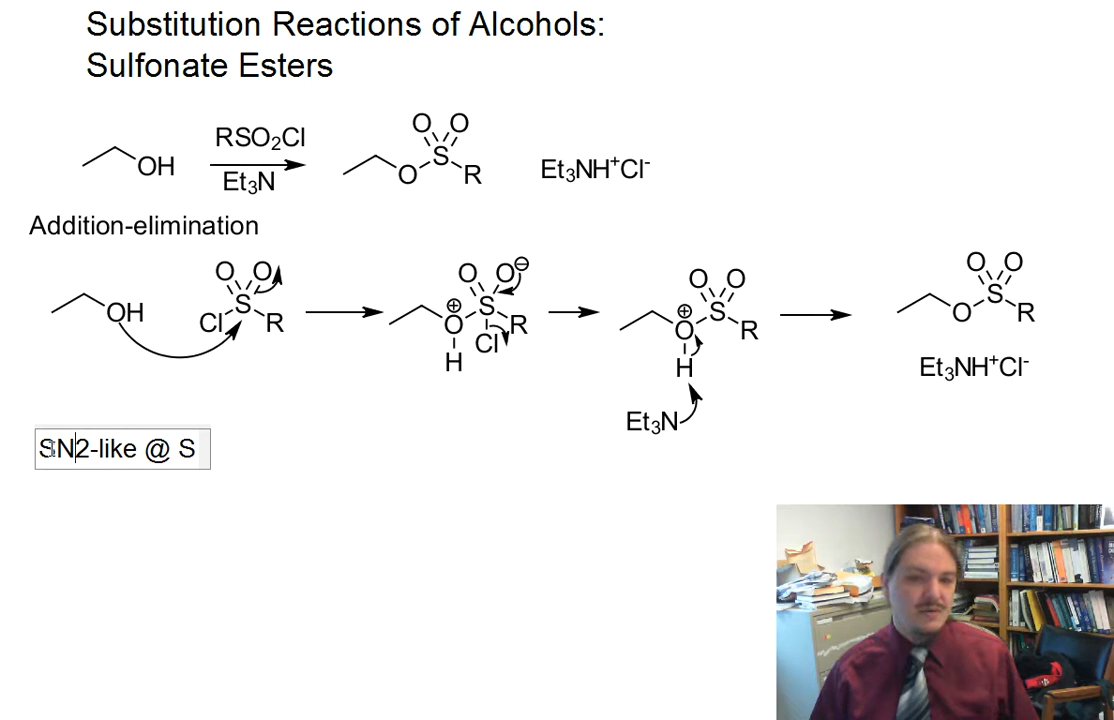 Substitution Reactions of Alcohols:
Sulfonate Esters
OH
RSO₂Cl
Et₃N
O O
S
O R
Et₃NH⁺Cl⁻
Addition-elimination
OH
O O
S
Cl R
O O⊖
⊕ S
O R
Cl
H
O O
⊕ S
O R
H
Et₃N
O O
S
O R
Et₃NH⁺Cl⁻
SN2-like @ S